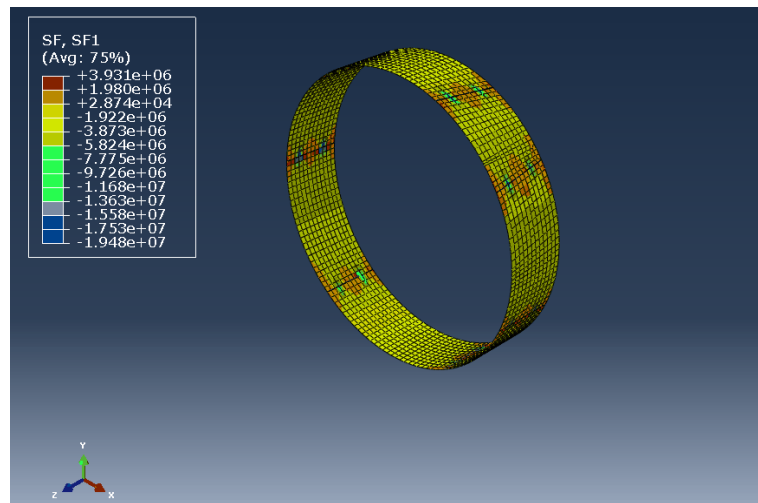 SF, SF1
(Avg: 75%)
+3.931e+06
+1.980e+06
+2.874e+04
-1.922e+06
-3.873e+06
-5.824e+06
-7.775e+06
-9.726e+06
-1.168e+07
-1.363e+07
-1.558e+07
-1.753e+07
-1.948e+07
Y
Z
X